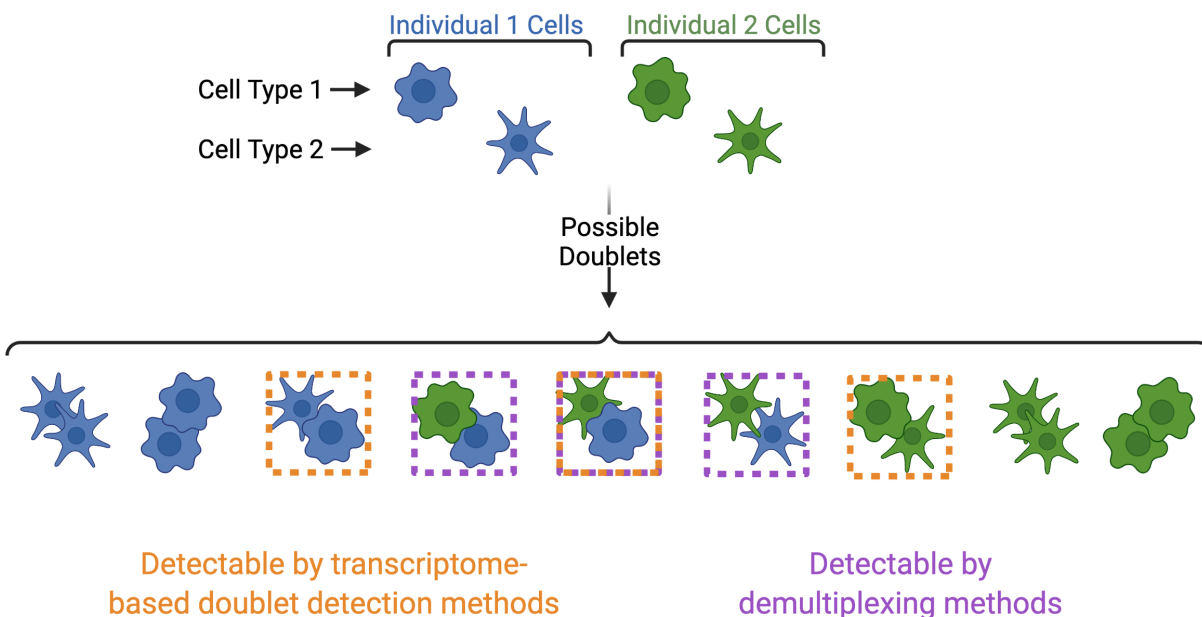 Individual 1 Cells
Individual 2 Cells
Cell Type 1
Cell Type 2
Possible
Doublets
Detectable by transcriptome-
based doublet detection methods
Detectable by
demultiplexing methods